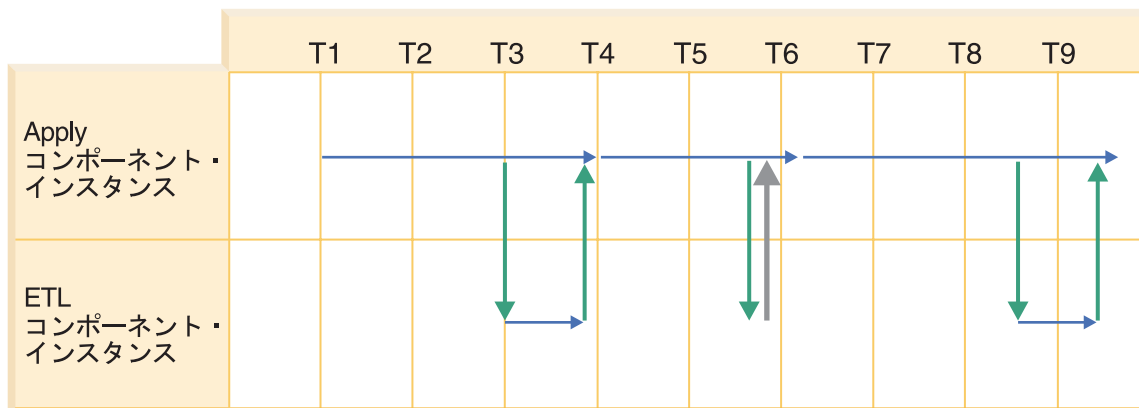 T1 T2 T3 T4 T5 T6 T7 T8 T9
Apply
コンポーネント・
インスタンス
ETL
コンポーネント・
インスタンス